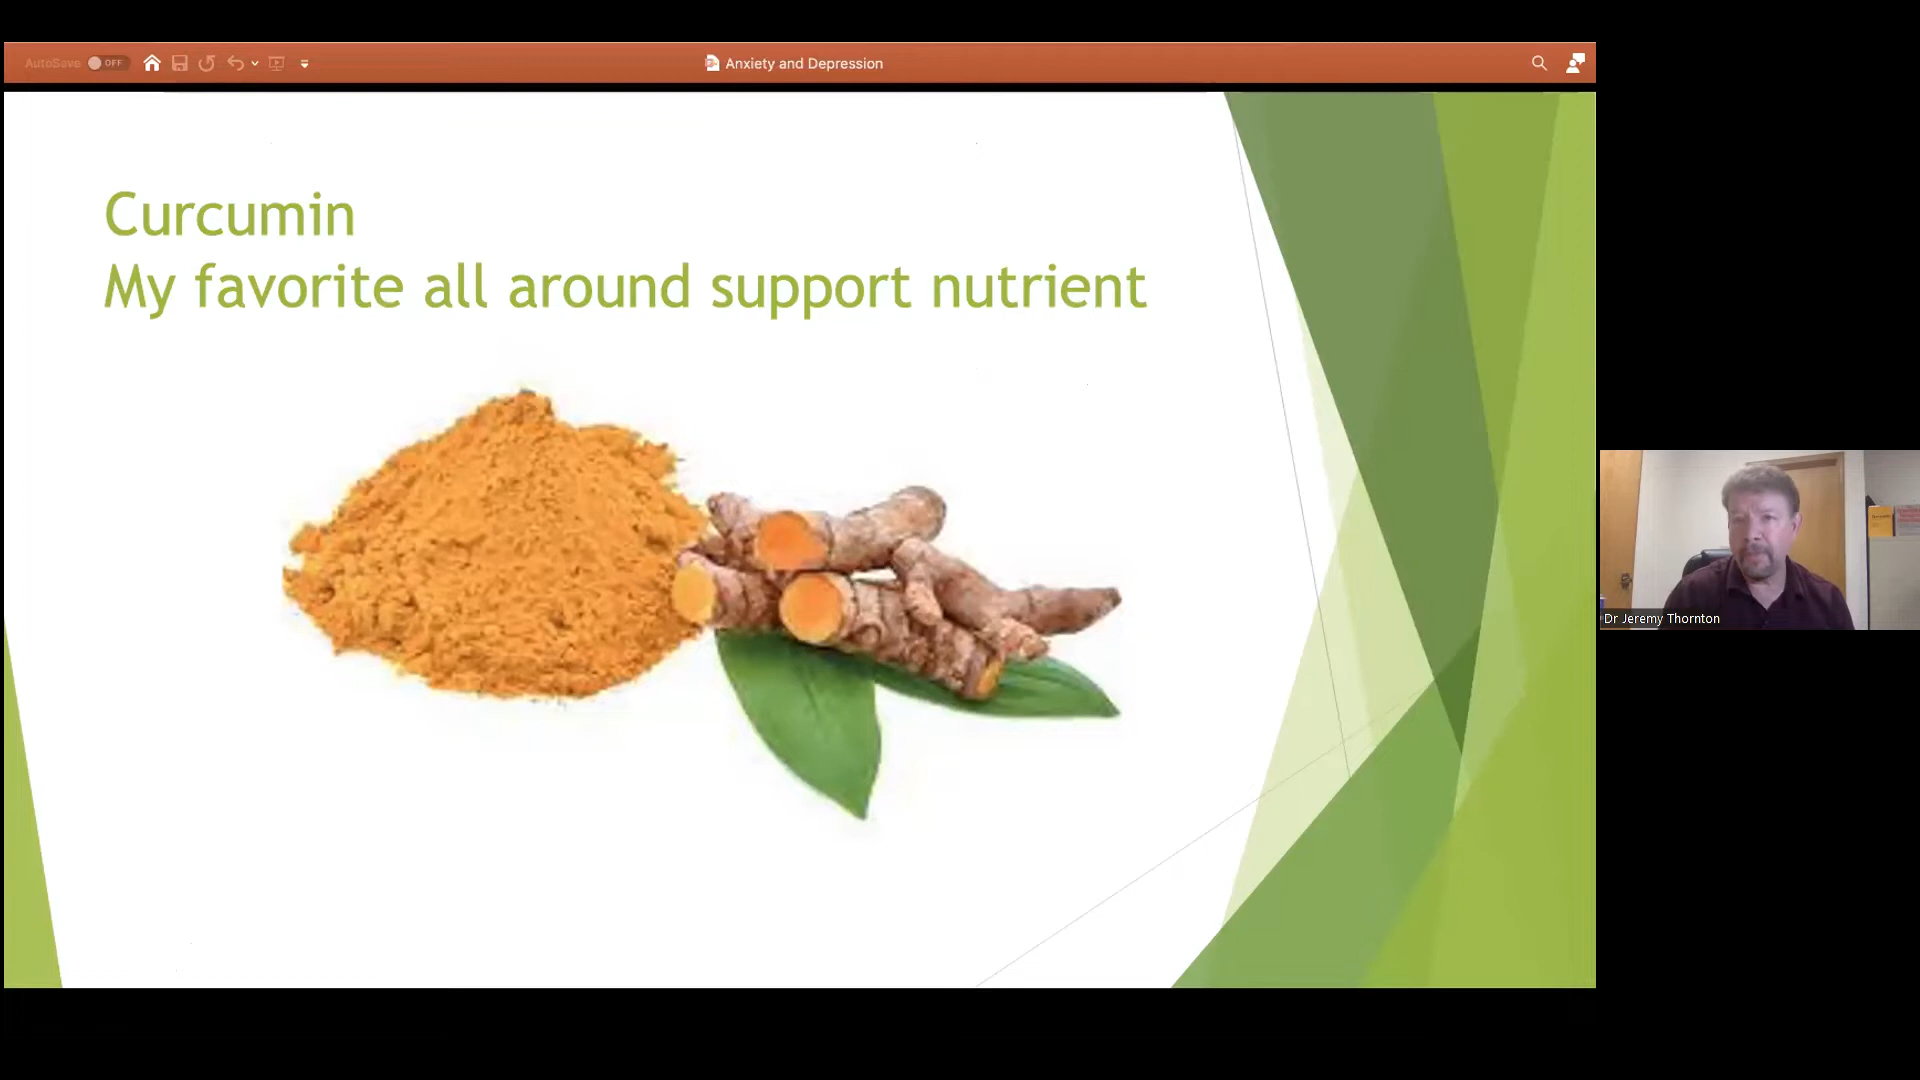 AutoSave OFF
Anxiety and Depression
Curcumin
My favorite all around support nutrient
Dr Jeremy Thornton